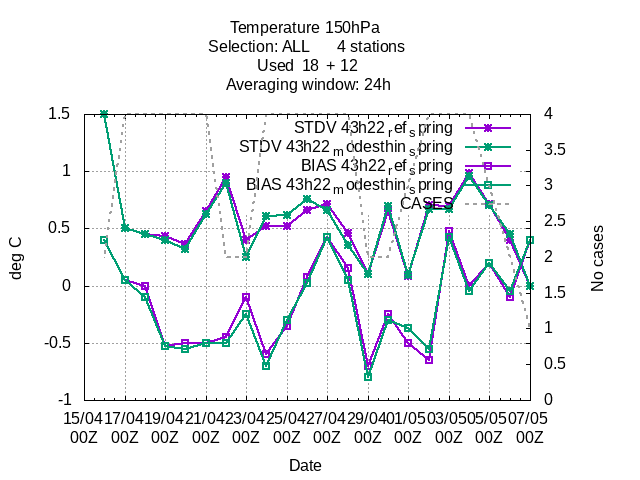 Temperature 150hPa
Selection: ALL 4 stations
Used 18 + 12
Averaging window: 24h
1.5 4
STDV 43h22_ref_spring
STDV 43h22_modesthin_spring
BIAS 43h22_ref_spring
BIAS 43h22_modesthin_spring
CASES
1 3.5
0.5 3
0 2.5
-0.5 2
-1 1.5
1
0.5
0
deg C
No cases
15/04 17/04 19/04 21/04 23/04 25/04 27/04 29/04 01/05 03/05 05/05 07/05
00Z 00Z 00Z 00Z 00Z 00Z 00Z 00Z 00Z 00Z 00Z 00Z
Date